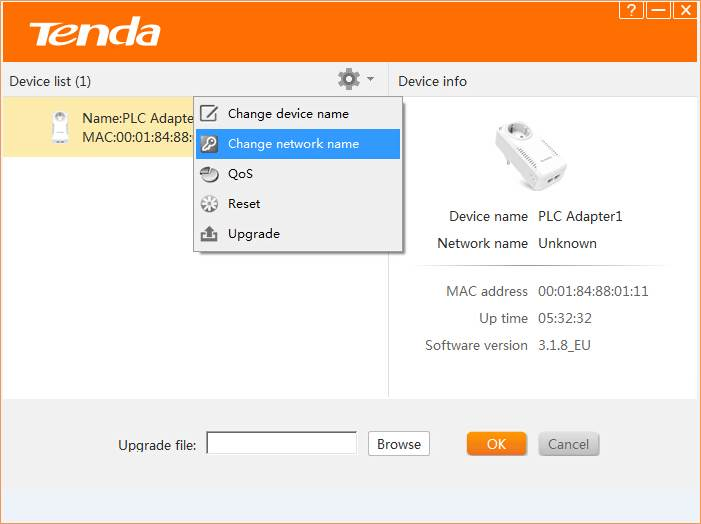 Tenda
?
Device list (1)
Device info
Name:PLC Adapte
MAC:00:01:84:88:
Change device name
Change network name
QoS
Reset
Upgrade
Device name PLC Adapter1
Network name Unknown
MAC address 00:01:84:88:01:11
Up time 05:32:32
Software version 3.1.8_EU
Upgrade file:
Browse
OK
Cancel